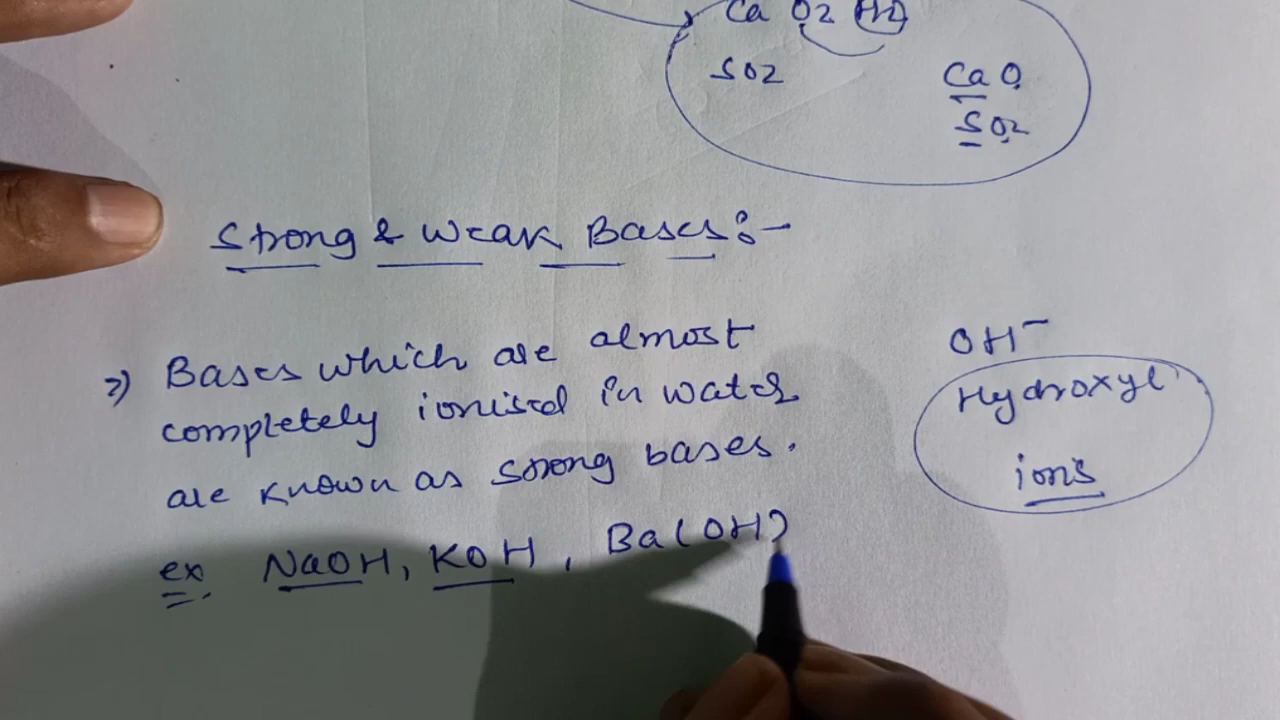 Ca O2 H2
SO2
CaO
SO2
Strong & Weak Bases:-
⇒) Bases which are almost
completely ionised in water
are known as strong bases.
ex. NaOH, KOH, Ba(OH)
OH⁻
Hydroxyl
ions